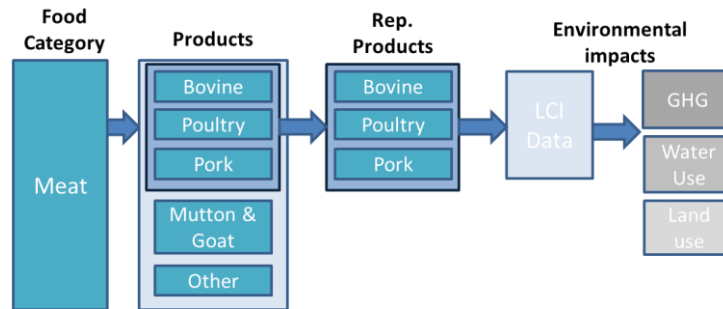 Food
Category
Products
Rep.
Products
Environmental
impacts
Meat
Bovine
Poultry
Pork
Mutton &
Goat
Other
Bovine
Poultry
Pork
LCI
Data
GHG
Water
Use
Land
use